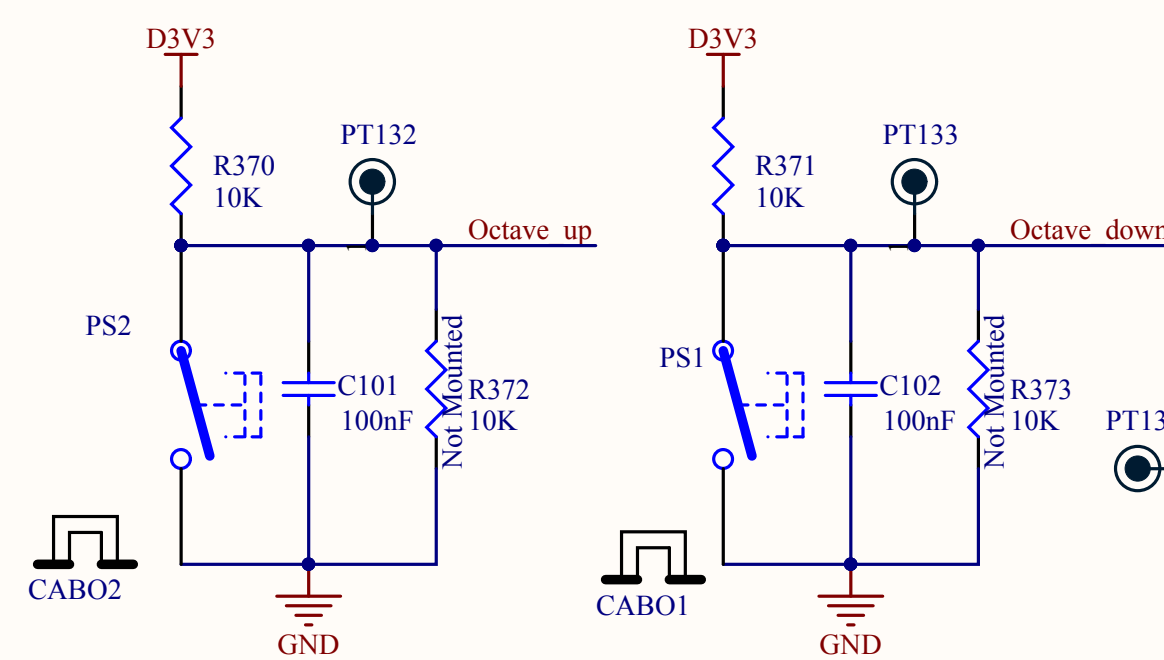 D3V3
PT132
R370
10K
Octave up
PS2
Not Mounted
C101
100nF
R372
10K
CABO2
GND
D3V3
PT133
R371
10K
Octave down
PS1
Not Mounted
C102
100nF
R373
10K
PT13
CABO1
GND